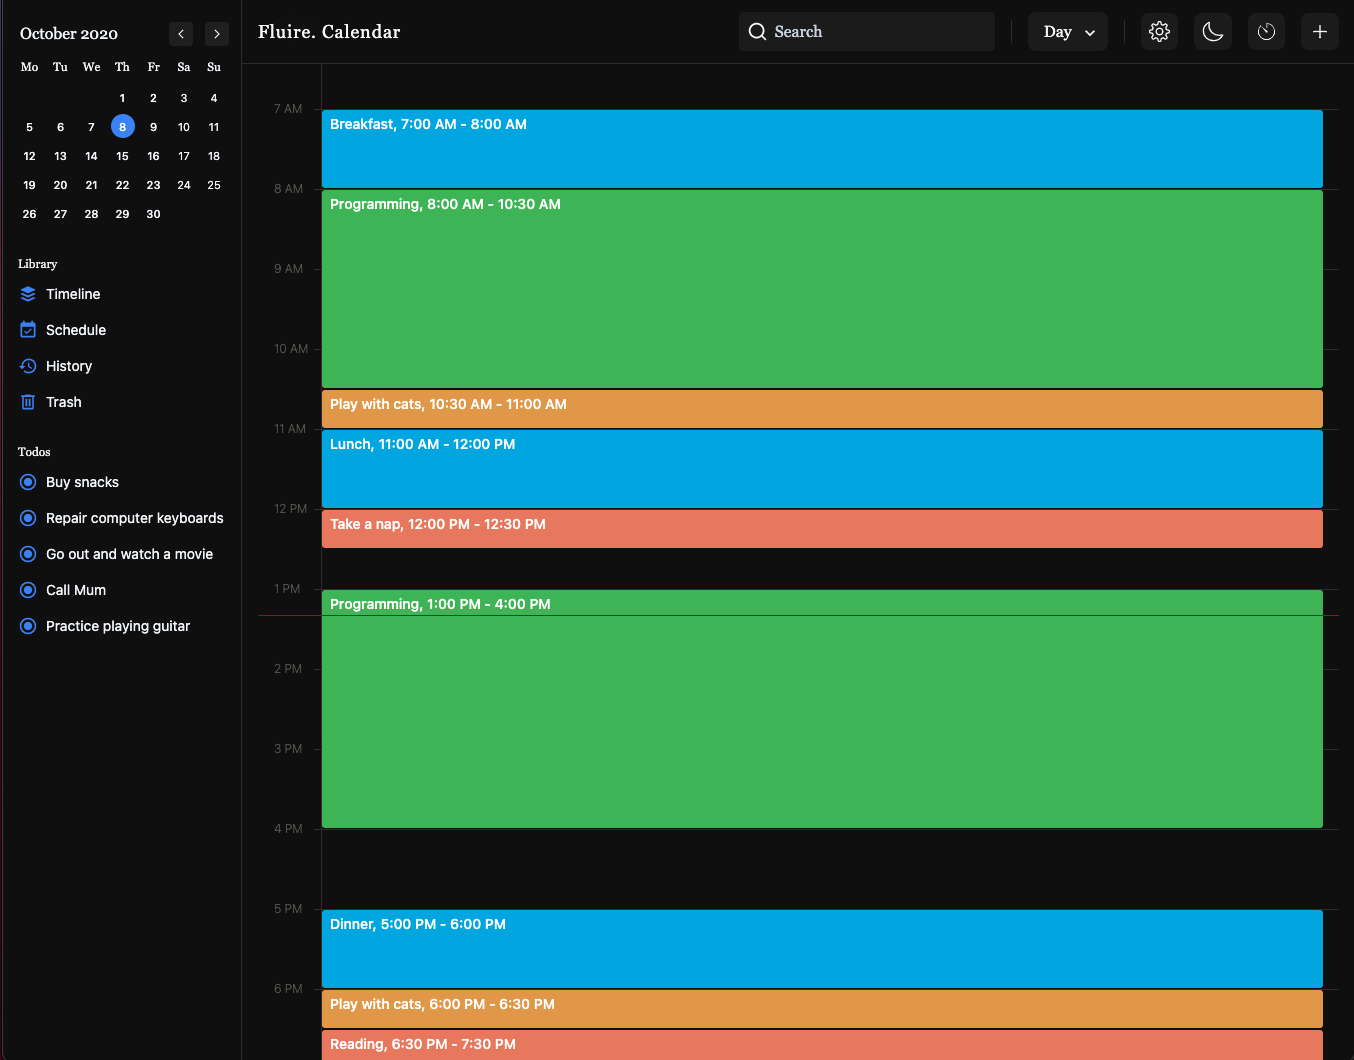 October 2020
Mo Tu We Th Fr Sa Su
1 2 3 4
5 6 7 8 9 10 11
12 13 14 15 16 17 18
19 20 21 22 23 24 25
26 27 28 29 30
Library
Timeline
Schedule
History
Trash
Todos
Buy snacks
Repair computer keyboards
Go out and watch a movie
Call Mum
Practice playing guitar
Fluire. Calendar
Search
Day
7 AM
Breakfast, 7:00 AM - 8:00 AM
8 AM
Programming, 8:00 AM - 10:30 AM
9 AM
10 AM
Play with cats, 10:30 AM - 11:00 AM
11 AM
Lunch, 11:00 AM - 12:00 PM
12 PM
Take a nap, 12:00 PM - 12:30 PM
1 PM
Programming, 1:00 PM - 4:00 PM
2 PM
3 PM
4 PM
5 PM
Dinner, 5:00 PM - 6:00 PM
6 PM
Play with cats, 6:00 PM - 6:30 PM
Reading, 6:30 PM - 7:30 PM